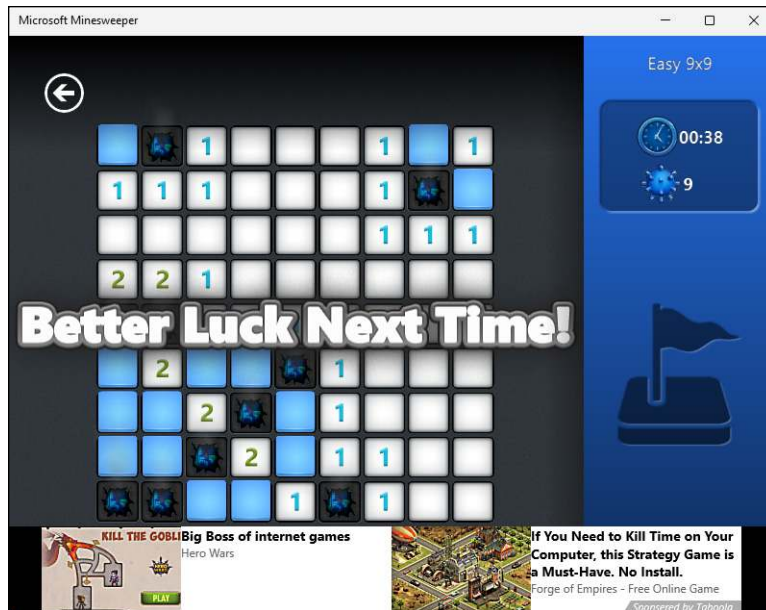 Microsoft Minesweeper
Easy 9x9
00:38
9
1 1 1
1 1 1 1
1 1 1
2 2 1
Better Luck Next Time!
2 1
2 1
2 1 1
1 1
KILL THE GOBLI
HERO WARS
PLAY
Big Boss of internet games
Hero Wars
If You Need to Kill Time on Your
Computer, this Strategy Game is
a Must-Have. No Install.
Forge of Empires - Free Online Game
Sponsored by Taboola